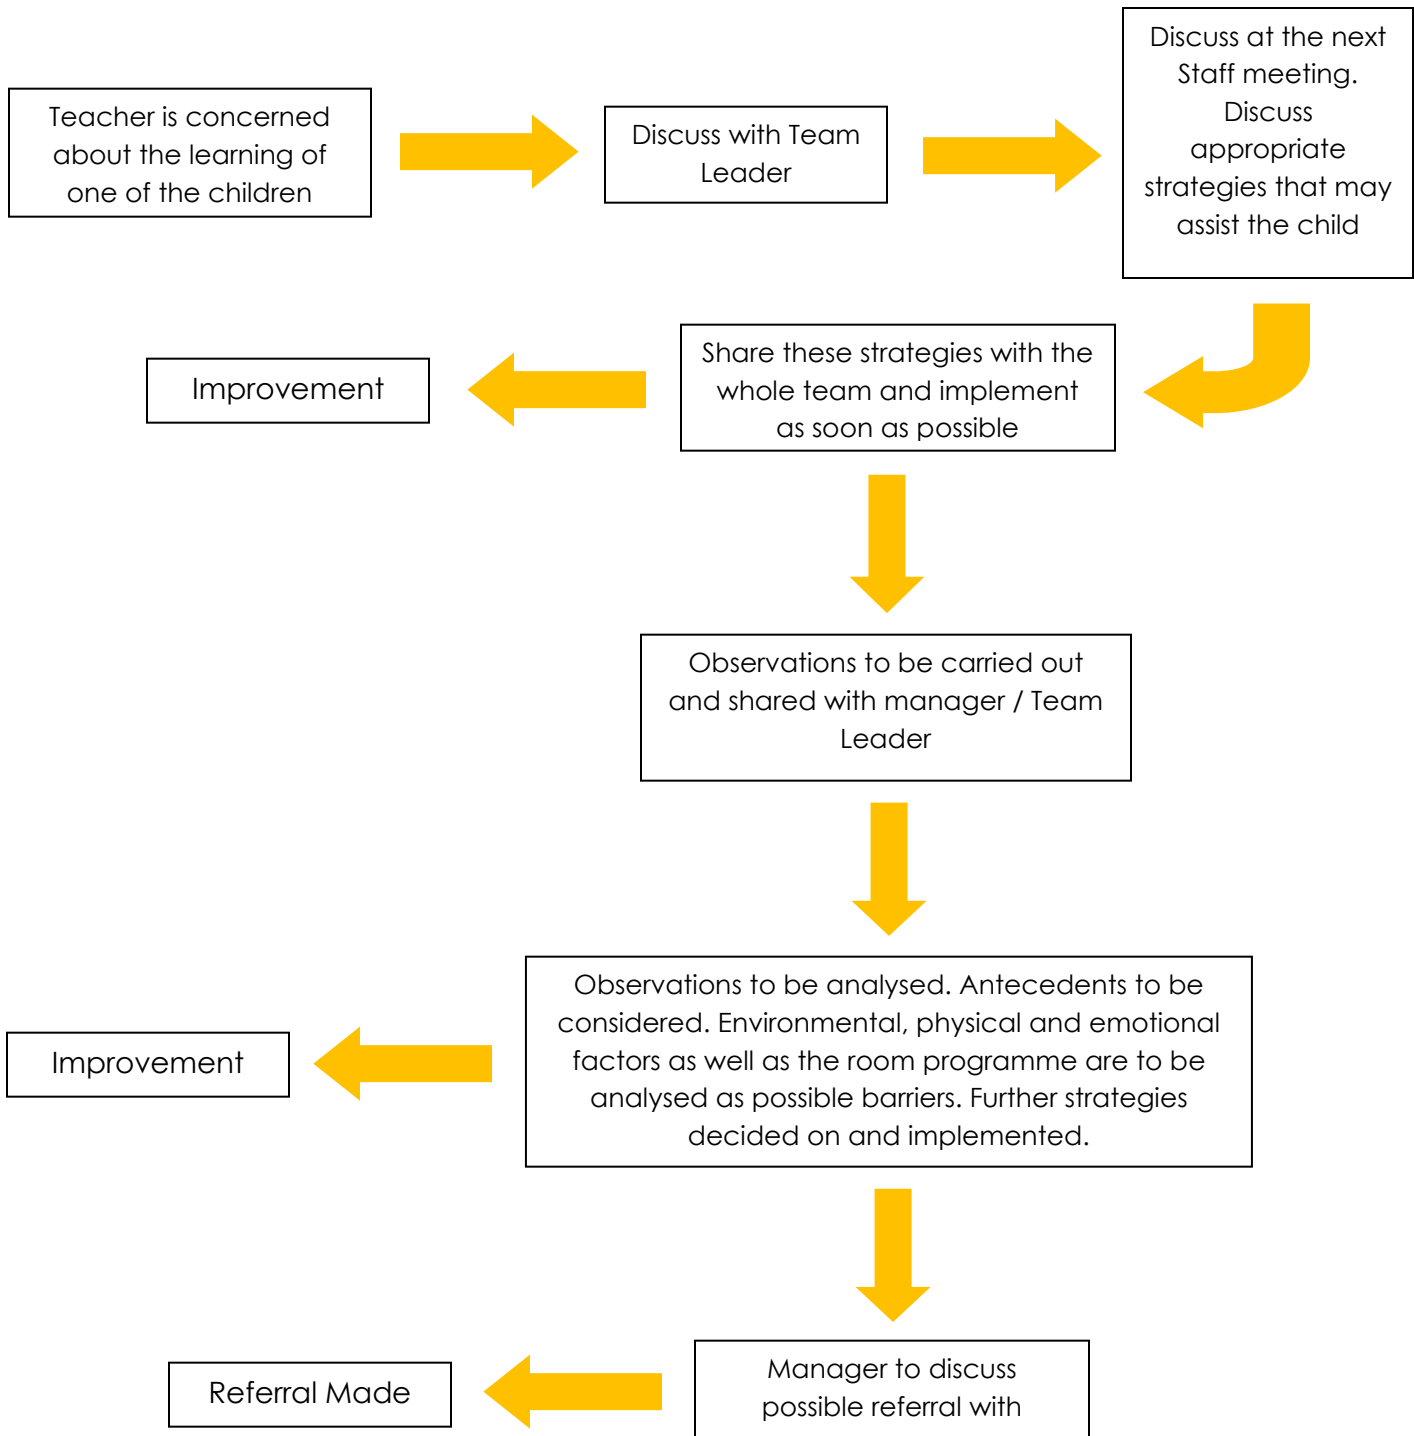 Teacher is concerned
about the learning of
one of the children
Discuss with Team
Leader
Discuss at the next
Staff meeting.
Discuss
appropriate
strategies that may
assist the child
Share these strategies with the
whole team and implement
as soon as possible
Improvement
Observations to be carried out
and shared with manager / Team
Leader
Observations to be analysed. Antecedents to be
considered. Environmental, physical and emotional
factors as well as the room programme are to be
analysed as possible barriers. Further strategies
decided on and implemented.
Improvement
Manager to discuss
possible referral with
Referral Made